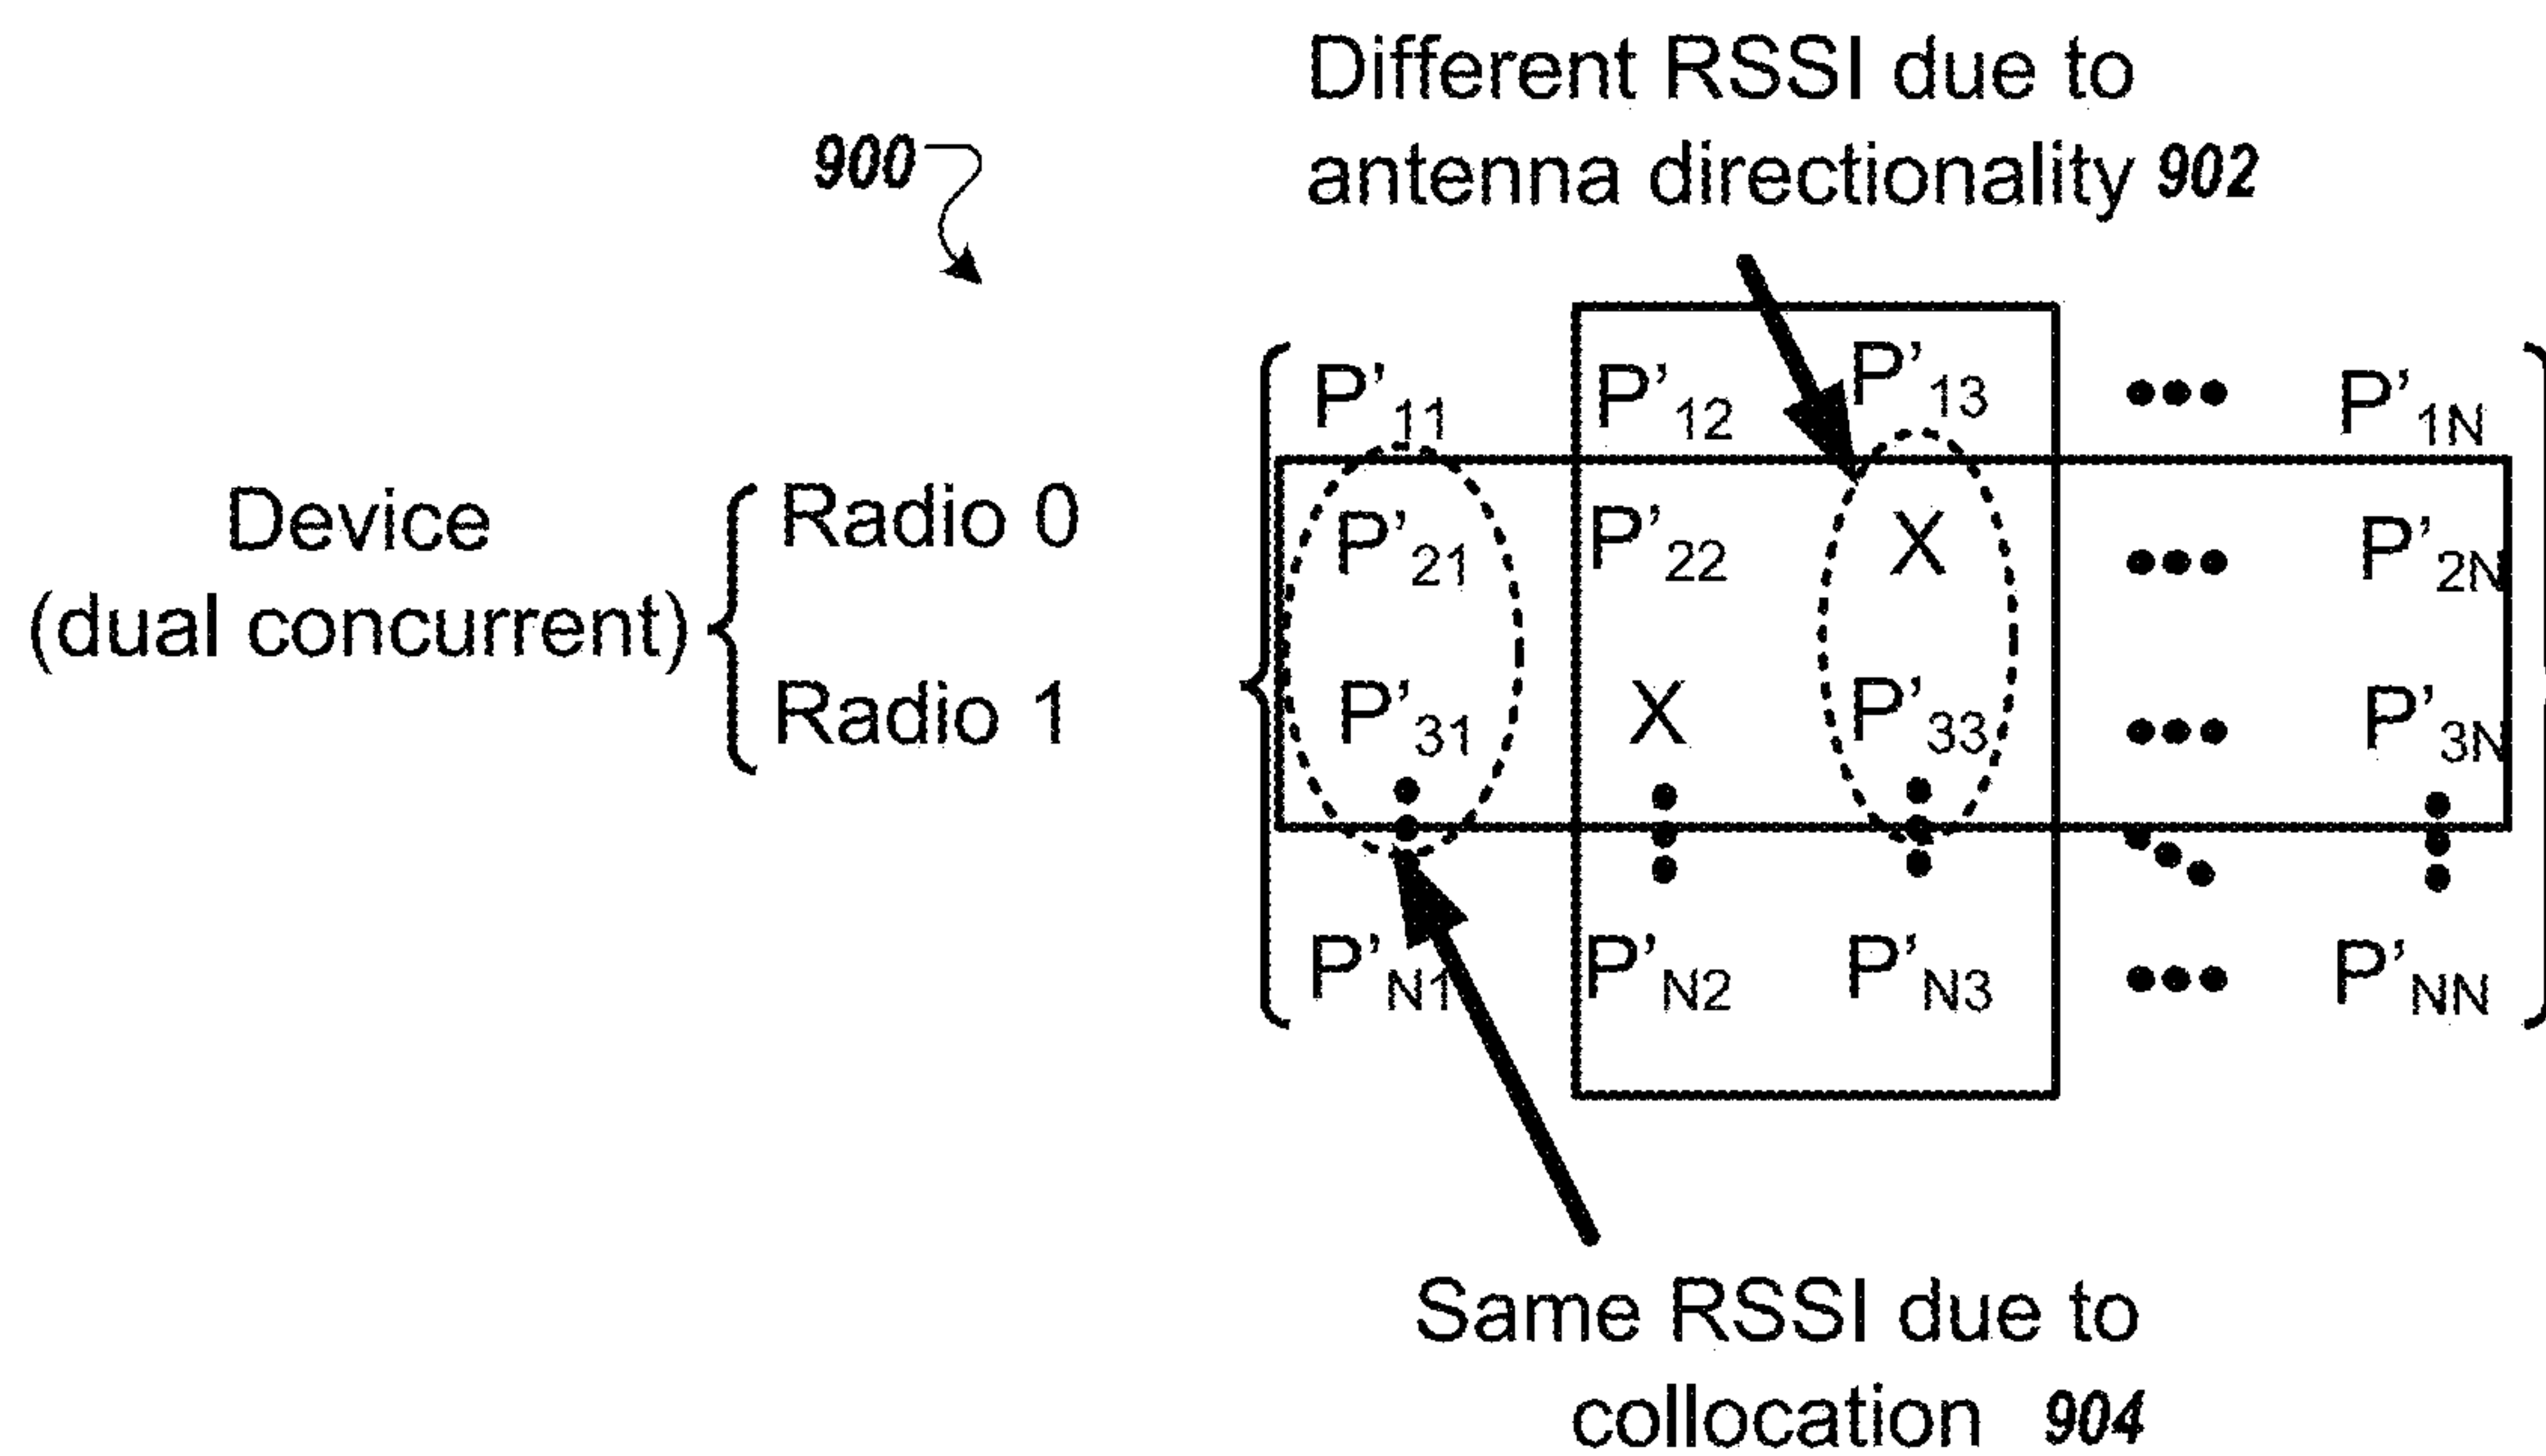 Different RSSI due to
antenna directionality 902
900
P'11 P'12 P'13 ••• P'1N
Device
(dual concurrent)
Radio 0
P'21 P'22 X ••• P'2N
Radio 1
P'31 X P'33 ••• P'3N
P'N1 P'N2 P'N3 ••• P'NN
Same RSSI due to
collocation 904